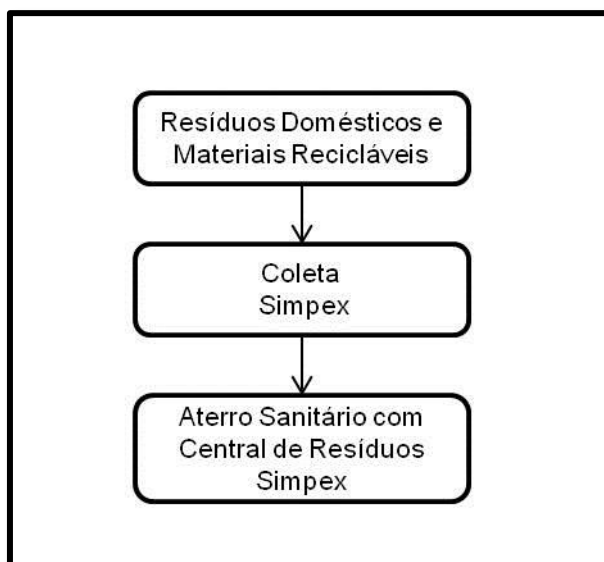 Resíduos Domésticos e
Materiais Recicláveis
Coleta
Simpex
Aterro Sanitário com
Central de Resíduos
Simpex